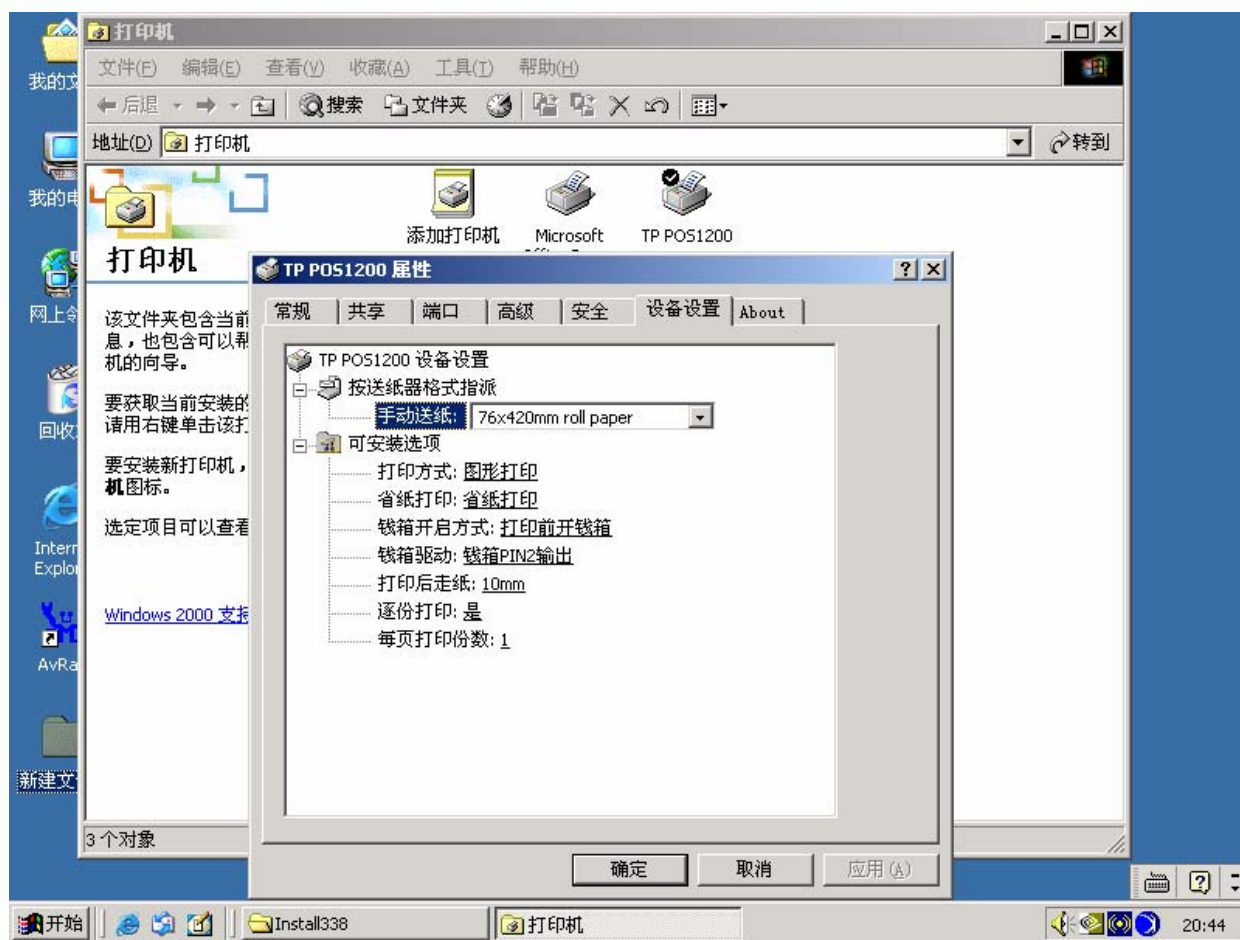 打印机
文件(F) 编辑(E) 查看(V) 收藏(A) 工具(T) 帮助(H)
后退 搜索 文件夹
地址(D) 打印机 转到
我的文
我的电
网上邻
回收
Intern
Explo
AvRa
新建文
添加打印机
Microsoft
TP POS1200
打印机
该文件夹包含当前
息，也包含可以帮
机的向导。
要获取当前安装的
请用右键单击该打
要安装新打印机，
机图标。
选定项目可以查看
Windows 2000 支持
3 个对象
TP POS1200 属性
常规 共享 端口 高级 安全 设备设置 About
TP POS1200 设备设置
按送纸器格式指派
手动送纸: 76x420mm roll paper
可安装选项
打印方式: 图形打印
省纸打印: 省纸打印
钱箱开启方式: 打印前开钱箱
钱箱驱动: 钱箱PIN2输出
打印后走纸: 10mm
逐份打印: 是
每页打印份数: 1
确定 取消 应用(A)
开始 Install338 打印机 20:44